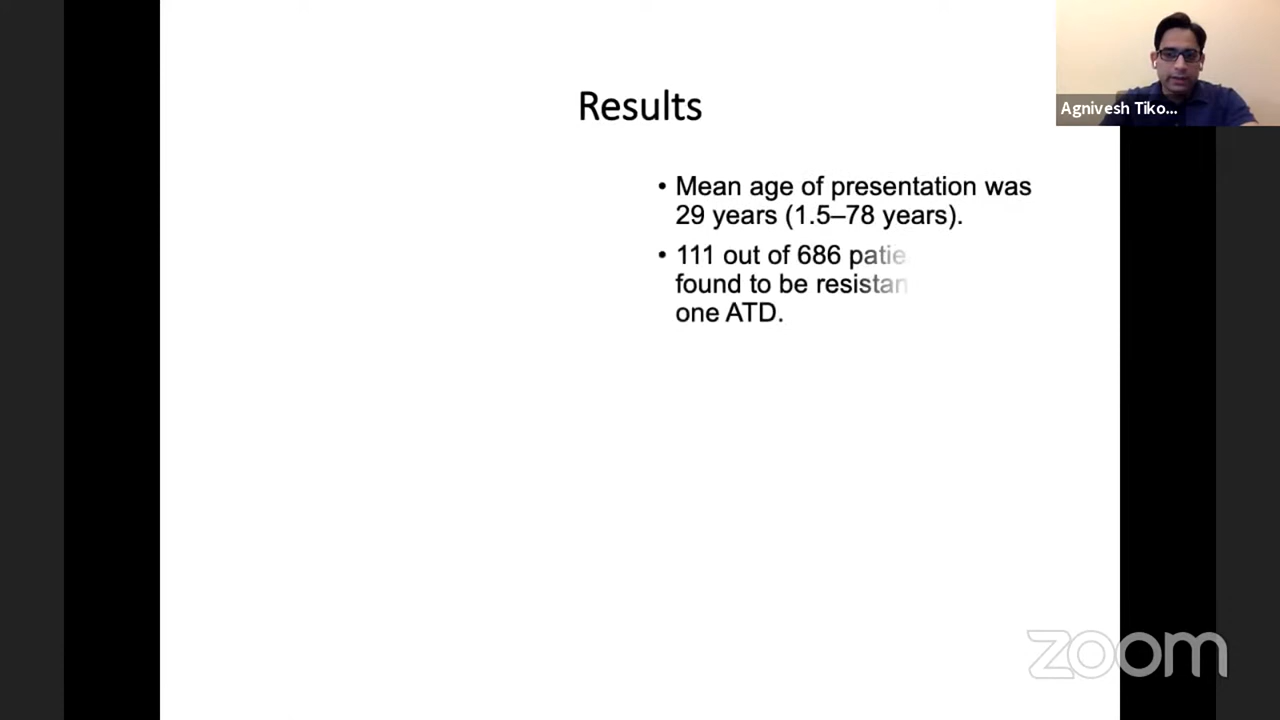 Results
Agnivesh Tiko...
• Mean age of presentation was
29 years (1.5–78 years).
• 111 out of 686 patie
found to be resistan
one ATD.
zoom